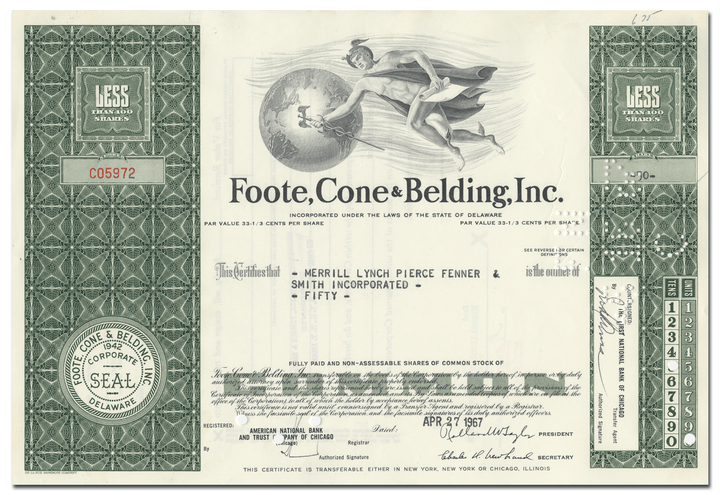 LESS
THAN 400
SHARES
LESS
THAN 400
SHARES
C05972
Foote, Cone & Belding, Inc.
INCORPORATED UNDER THE LAWS OF THE STATE OF DELAWARE
PAR VALUE 33-1/3 CENTS PER SHARE
PAR VALUE 33-1/3 CENTS PER SHARE
SEE REVERSE FOR CERTAIN
DEFINITIONS
This Certifies that
- MERRILL LYNCH PIERCE FENNER &
is the owner of
SMITH INCORPORATED -
- FIFTY -
FULLY PAID AND NON-ASSESSABLE SHARES OF COMMON STOCK OF
FOOTE, CONE & BELDING, INC.
1942
CORPORATE
SEAL
DELAWARE
REGISTERED:
AMERICAN NATIONAL BANK
AND TRUST COMPANY OF CHICAGO
Registrar
By
Authorized Signature
Dated:
APR 27 1967
PRESIDENT
SECRETARY
THIS CERTIFICATE IS TRANSFERABLE EITHER IN NEW YORK, NEW YORK OR CHICAGO, ILLINOIS
COUNTERSIGNED:
THE FIRST NATIONAL BANK OF CHICAGO
Transfer Agent
By
Authorized Signature
TENS
UNITS
1 1
2 2
3 3
4
5 5
6 6
7 7
8 8
9 9
0